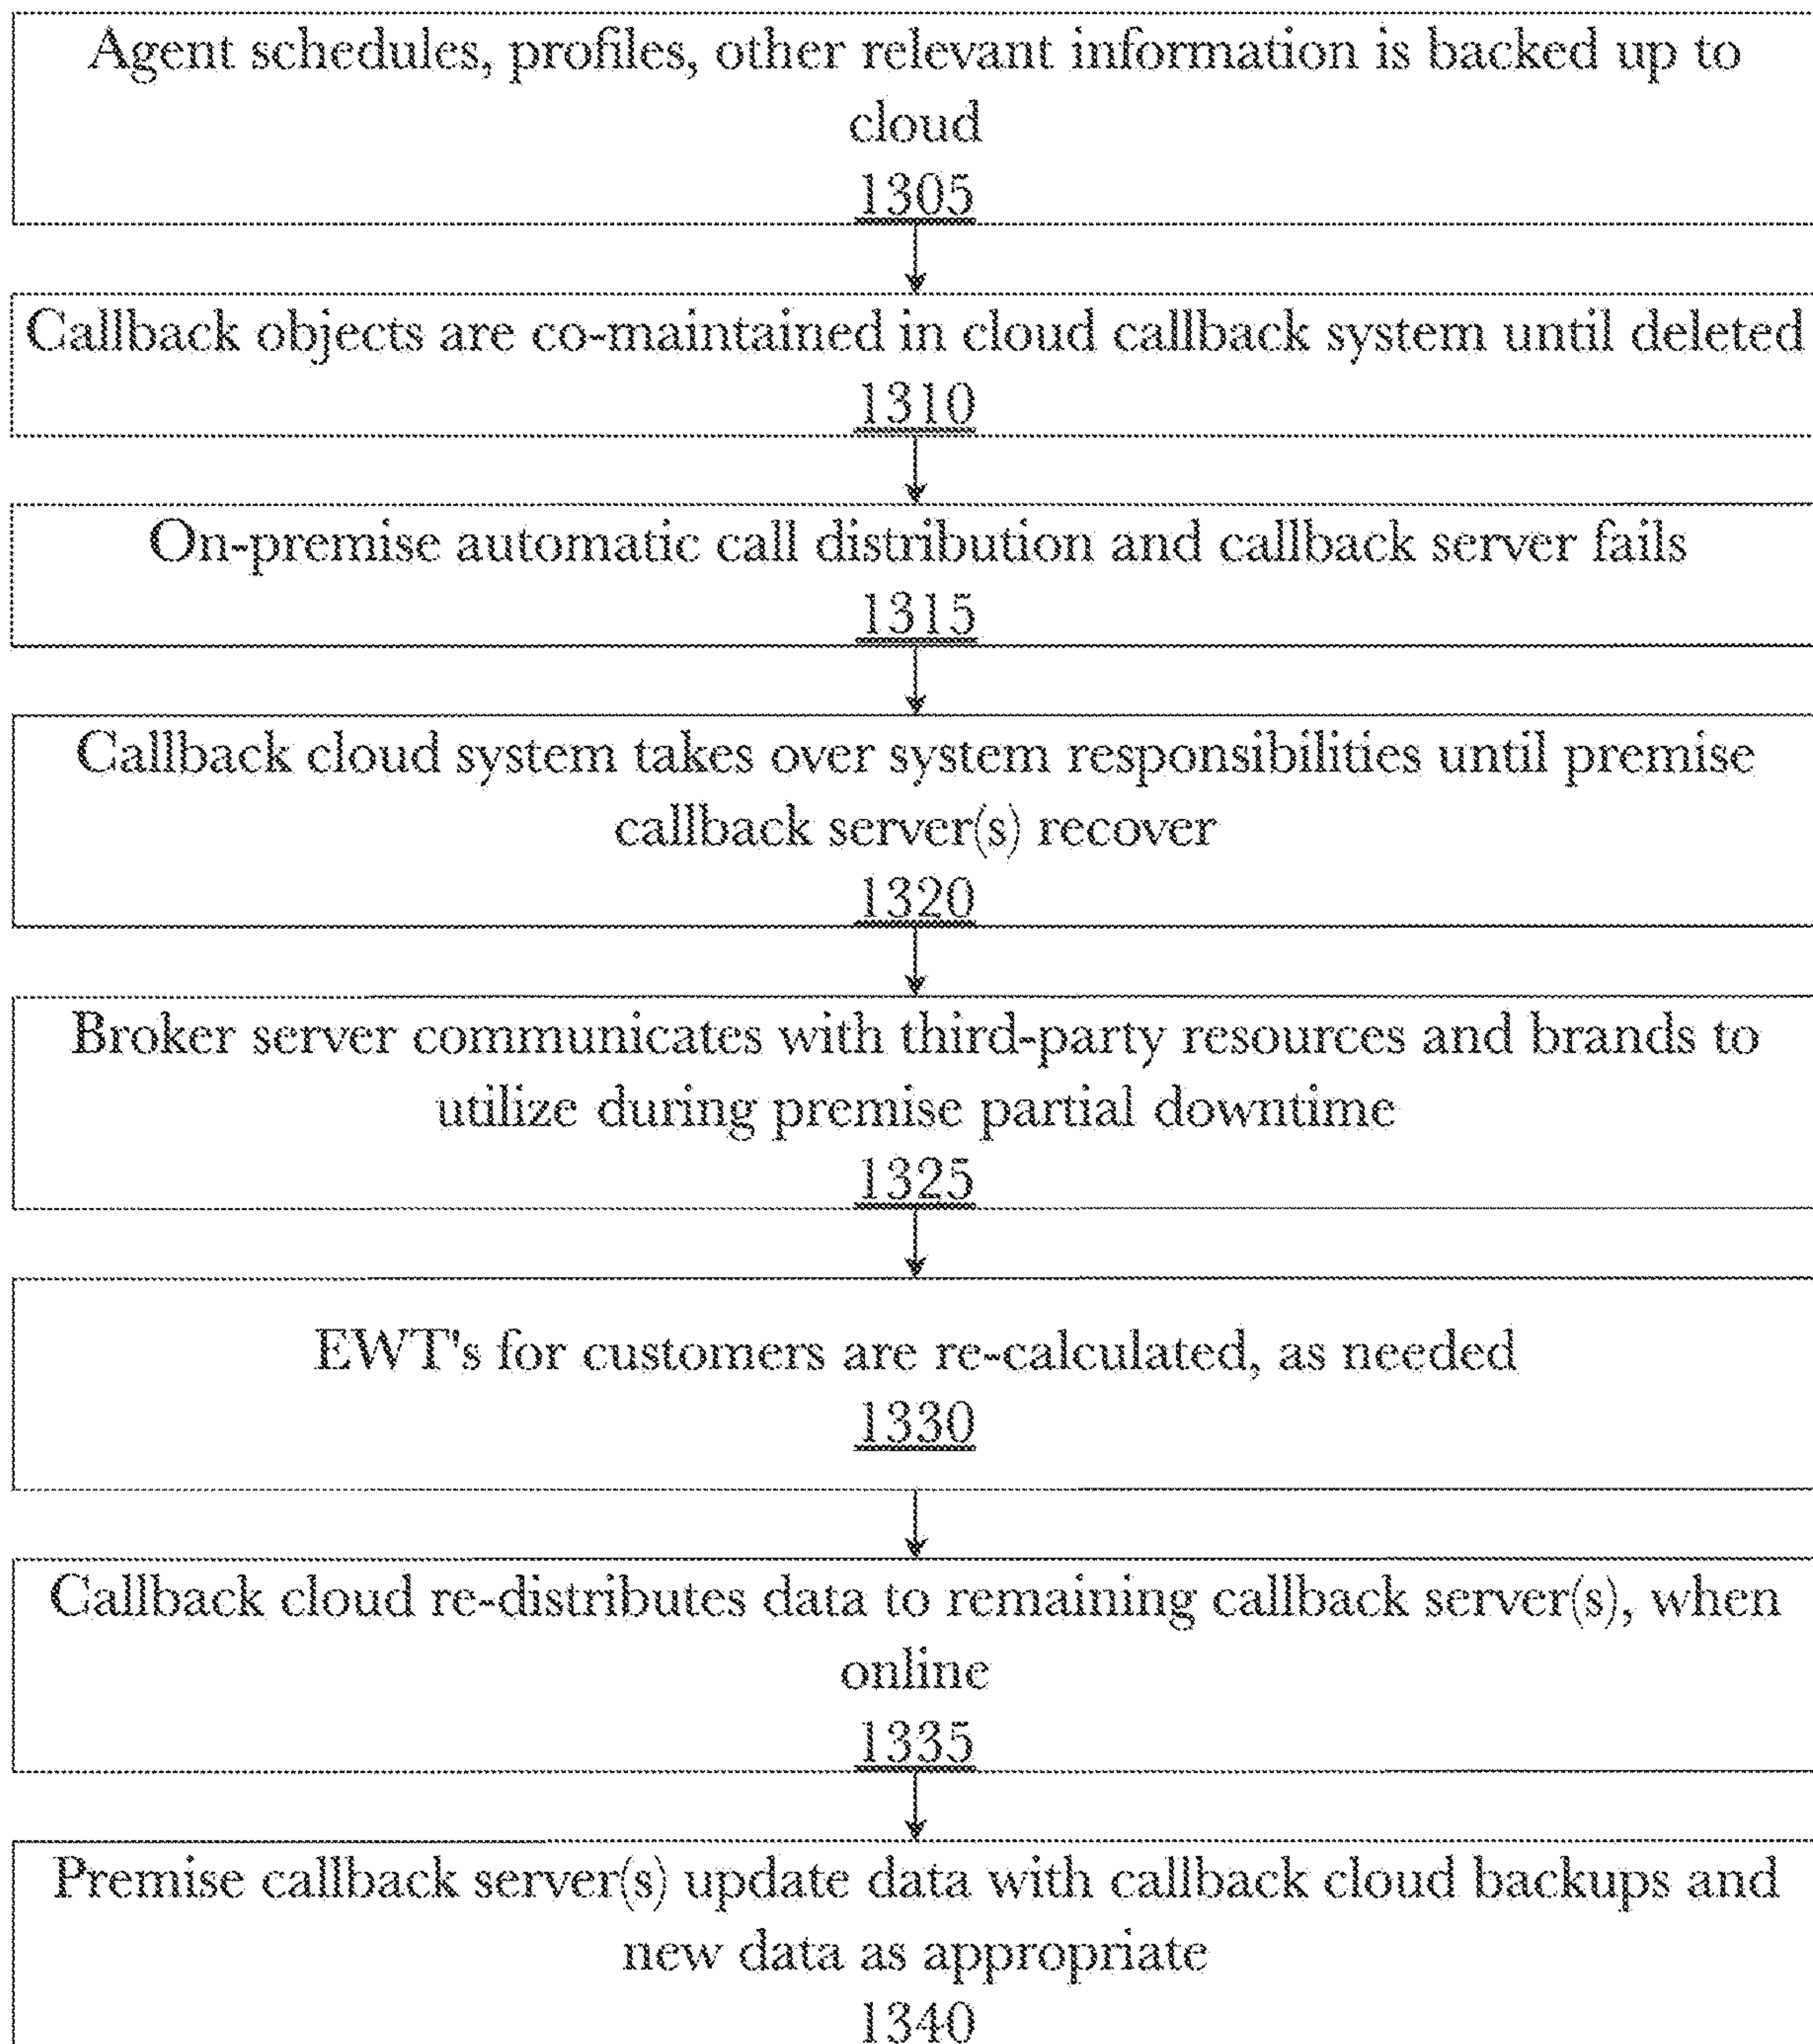 Agent schedules, profiles, other relevant information is backed up to
cloud
1305
Callback objects are co-maintained in cloud callback system until deleted
1310
On-premise automatic call distribution and callback server fails
1315
Callback cloud system takes over system responsibilities until premise
callback server(s) recover
1320
Broker server communicates with third-party resources and brands to
utilize during premise partial downtime
1325
EWT's for customers are re-calculated, as needed
1330
Callback cloud re-distributes data to remaining callback server(s), when
online
1335
Premise callback server(s) update data with callback cloud backups and
new data as appropriate
1340